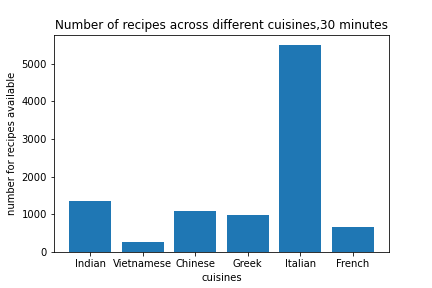 Number of recipes across different cuisines,30 minutes
number for recipes available
5000
4000
3000
2000
1000
0
Indian Vietnamese Chinese Greek Italian French
cuisines